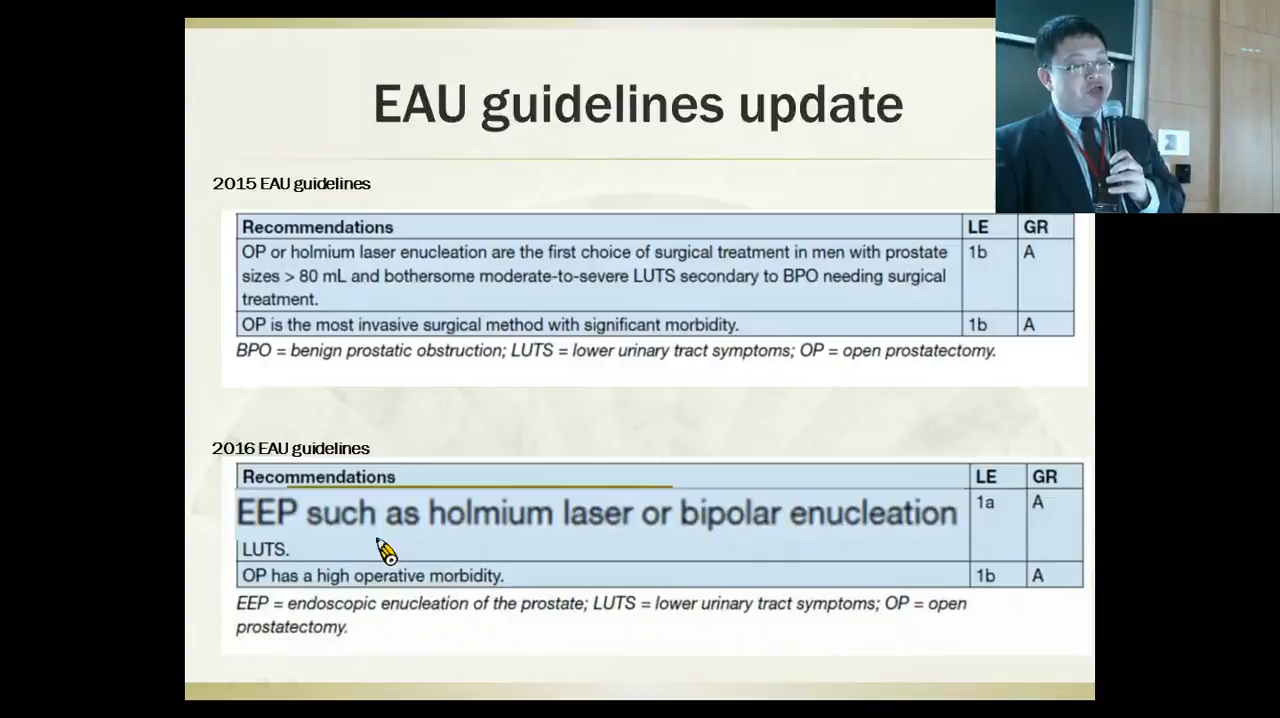 EAU guidelines update
2015 EAU guidelines
Recommendations LE GR
OP or holmium laser enucleation are the first choice of surgical treatment in men with prostate 1b A
sizes > 80 mL and bothersome moderate-to-severe LUTS secondary to BPO needing surgical
treatment.
OP is the most invasive surgical method with significant morbidity. 1b A
BPO = benign prostatic obstruction; LUTS = lower urinary tract symptoms; OP = open prostatectomy.
2016 EAU guidelines
Recommendations LE GR
EEP such as holmium laser or bipolar enucleation 1a A
LUTS.
OP has a high operative morbidity. 1b A
EEP = endoscopic enucleation of the prostate; LUTS = lower urinary tract symptoms; OP = open
prostatectomy.